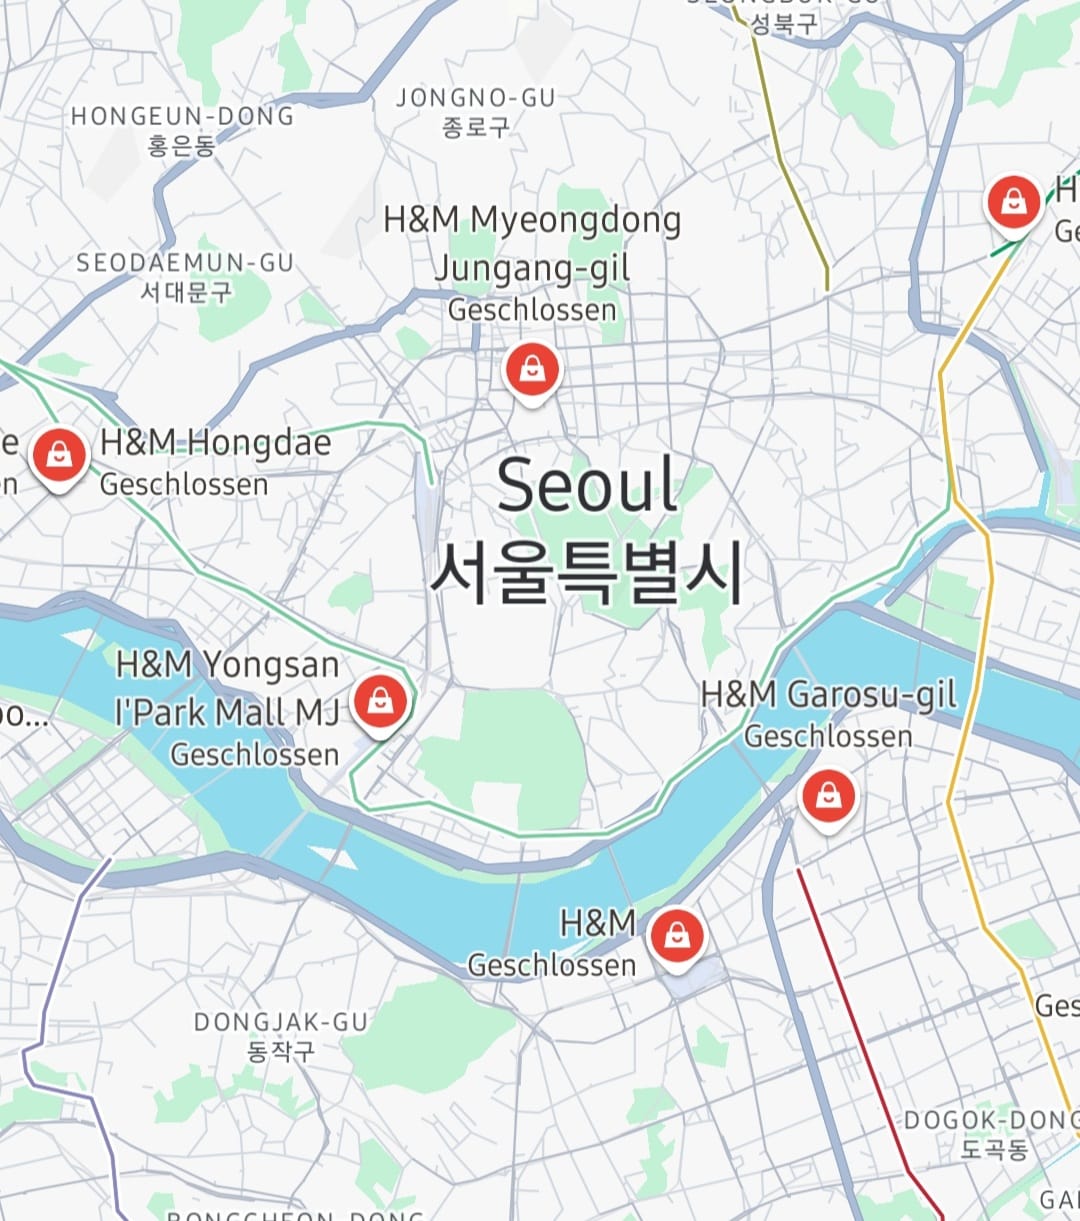 성북구
JONGNO-GU
종로구
HONGEUN-DONG
홍은동
H&M Myeongdong
Jungang-gil
Geschlossen
SEODAEMUN-GU
서대문구
H&M Hongdae
Geschlossen
Seoul
서울특별시
H&M Yongsan
I'Park Mall MJ
Geschlossen
H&M Garosu-gil
Geschlossen
H&M
Geschlossen
DONGJAK-GU
동작구
Ges
DOGOK-DONG
도곡동
GA